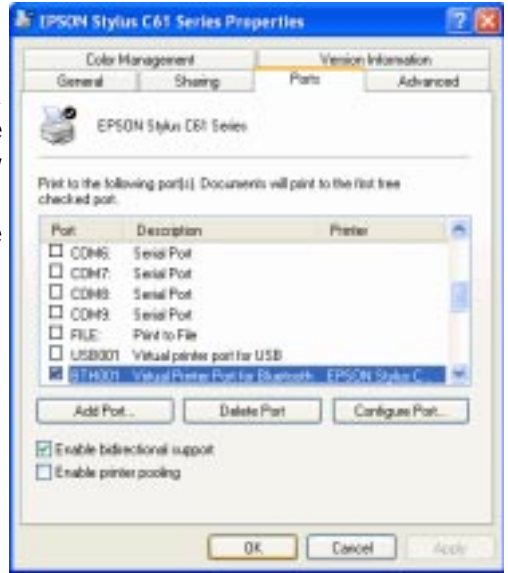 EPSON Stylus C61 Series Properties
Color Management Version Information
General Sharing Ports Advanced
EPSON Stylus C61 Series
Print to the following port(s). Documents will print to the first free
checked port.
Port Description Printer
COM6: Serial Port
COM7: Serial Port
COM8: Serial Port
COM9: Serial Port
FILE: Print to File
USB001 Virtual printer port for USB
BTH001 Virtual Printer Port for Bluetooth EPSON Stylus C...
Add Port... Delete Port Configure Port...
Enable bidirectional support
Enable printer pooling
OK Cancel Apply